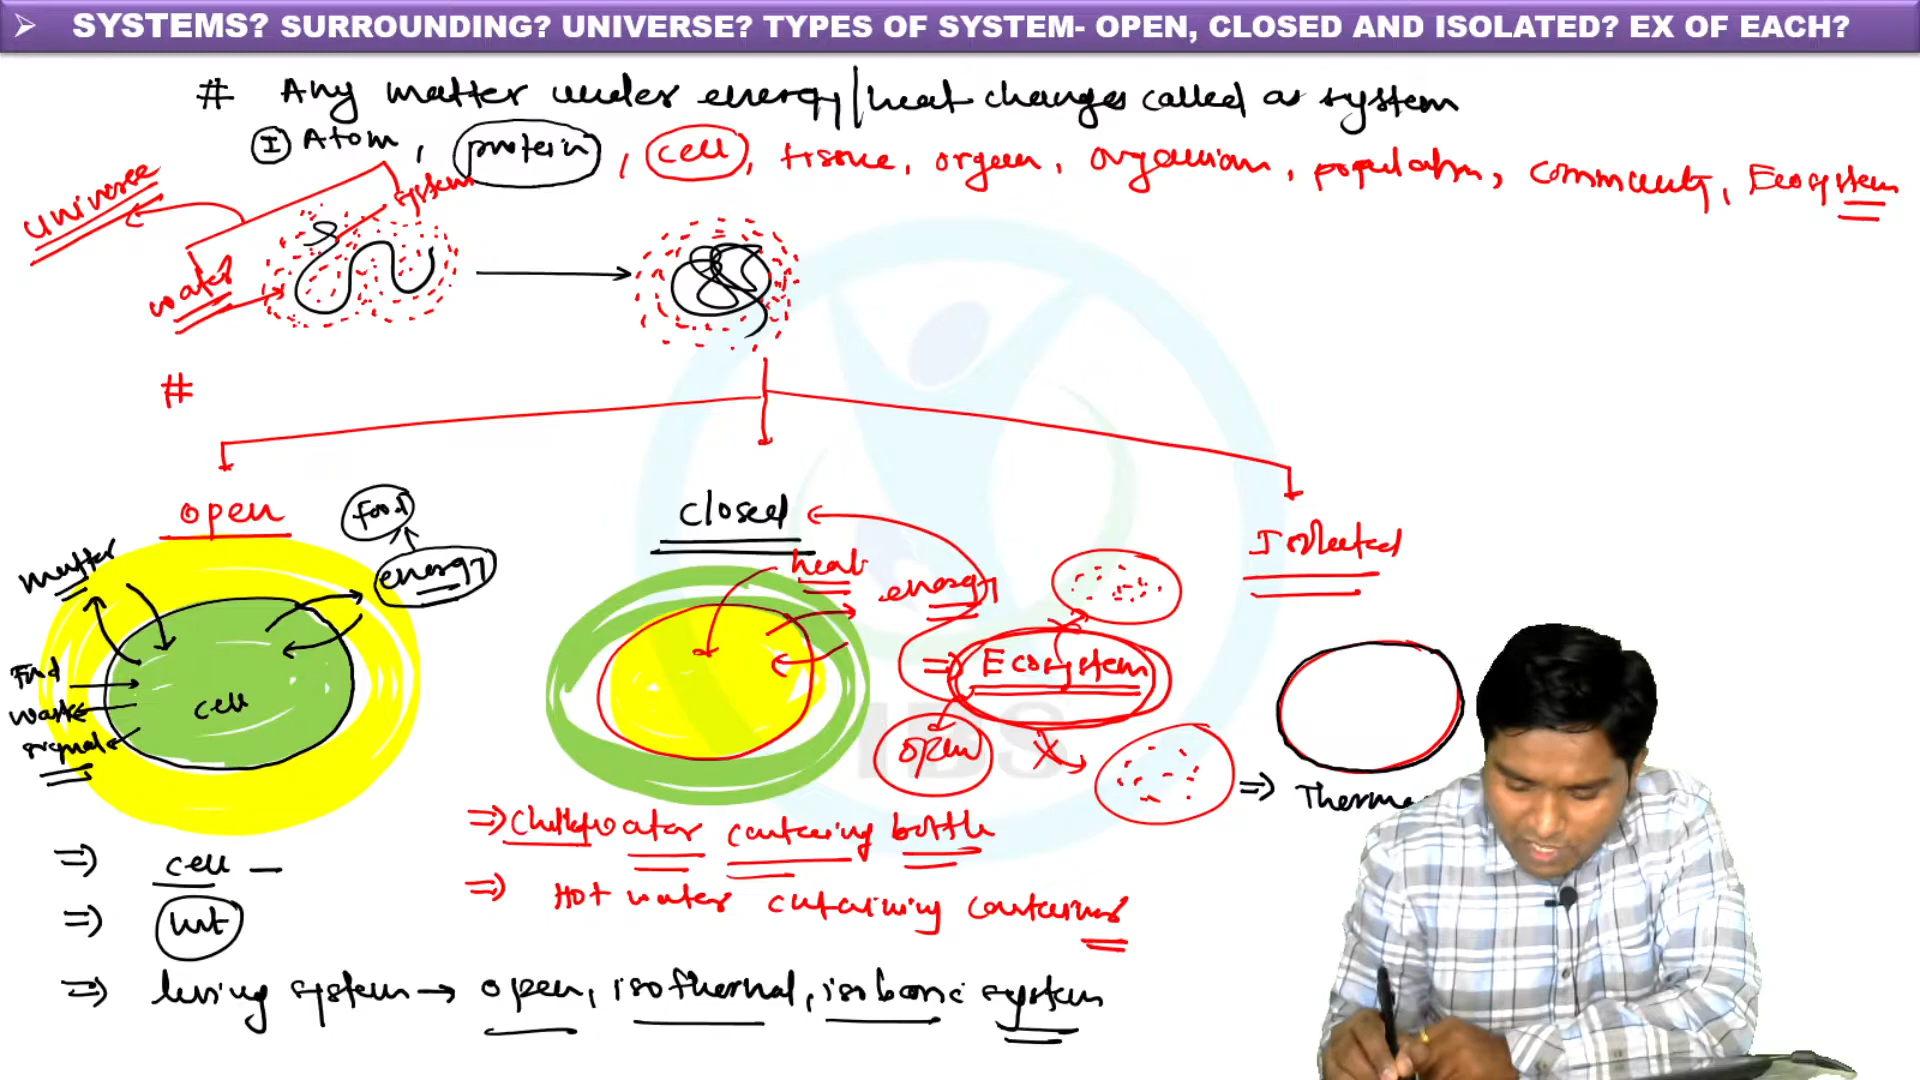 SYSTEMS? SURROUNDING? UNIVERSE? TYPES OF SYSTEM- OPEN, CLOSED AND ISOLATED? EX OF EACH?
# Any matter under energy/heat changes called as system
I Atom, protein, cell, tissue, organ, organism, population, community, Ecosystem
universe
system
water
#
open
food
energy
matter
Food
waste
signal
cell
closed
heat
energy
Isolated
⇒ Ecosystem
open
IBS
⇒ Thermo
⇒ Chilled water containing bottle
⇒ Hot water containing container
⇒ cell –
⇒
⇒ living system → open, isothermal, isobaric system